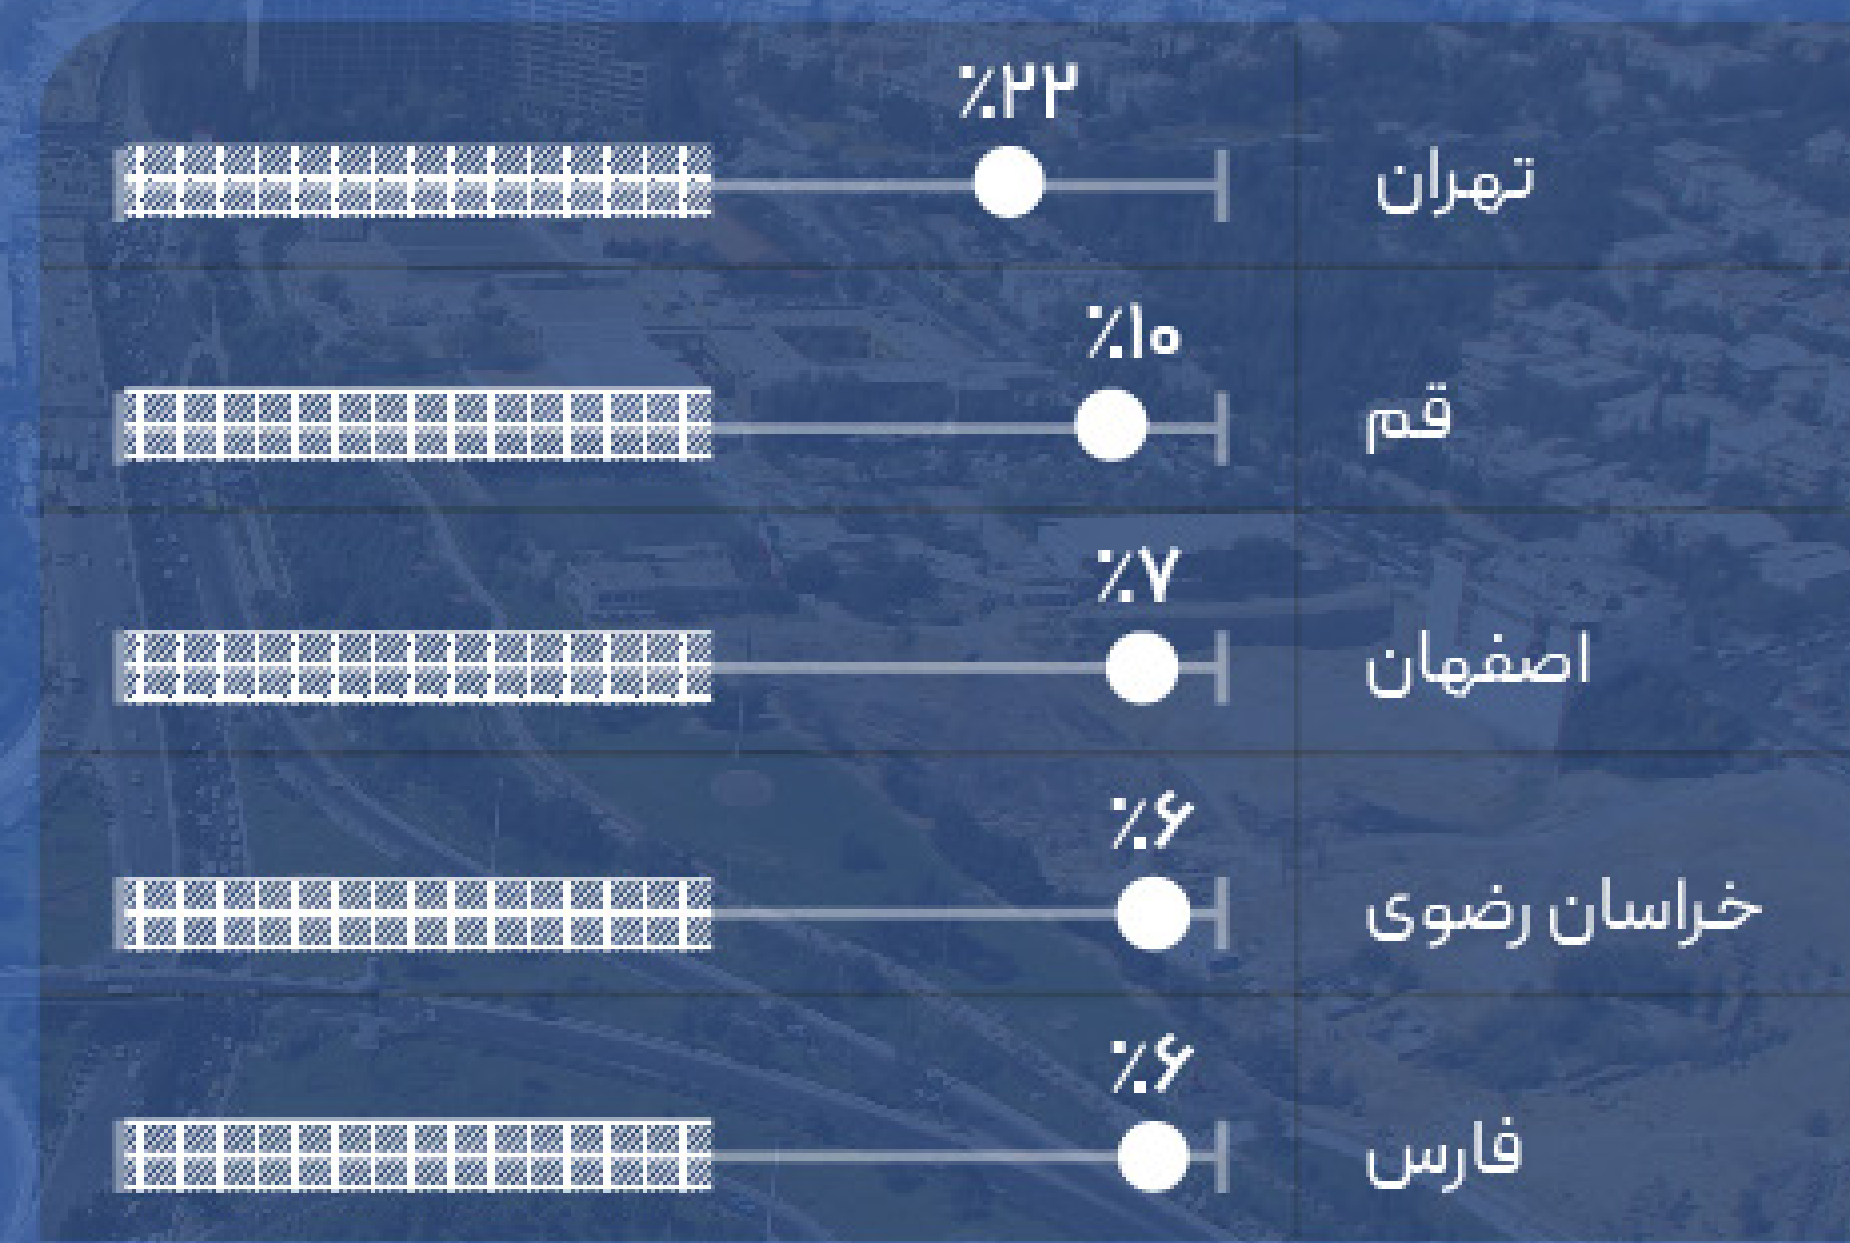 ٪۲۲
تهران
٪۱۰
قم
٪۷
اصفهان
٪۶
خراسان رضوی
٪۶
فارس